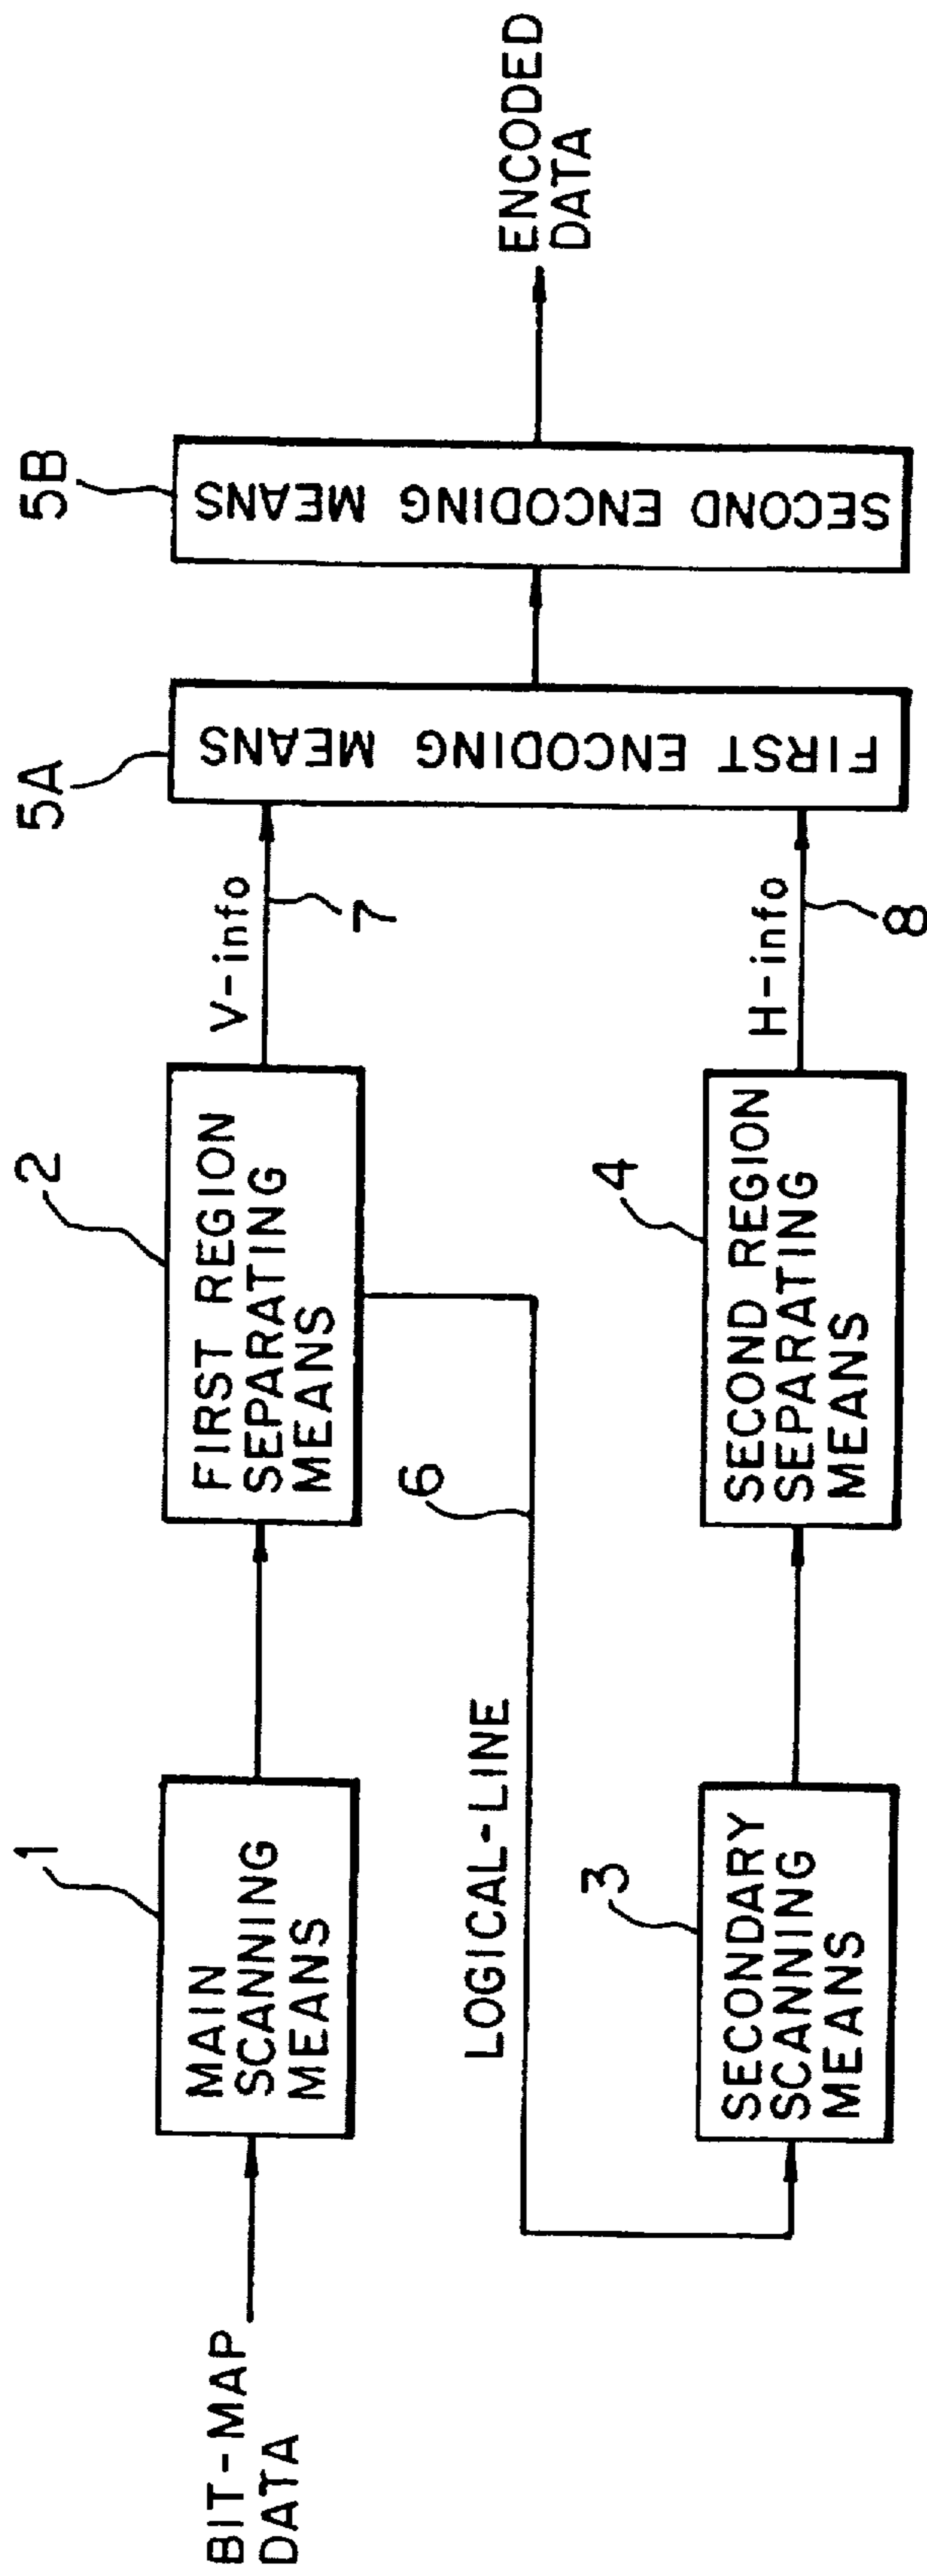 BIT-MAP
DATA
1
MAIN
SCANNING
MEANS
2
FIRST REGION
SEPARATING
MEANS
V-info
7
5A
FIRST ENCODING MEANS
5B
SECOND ENCODING MEANS
ENCODED
DATA
LOGICAL-LINE
6
3
SECONDARY
SCANNING
MEANS
4
SECOND REGION
SEPARATING
MEANS
H-info
8